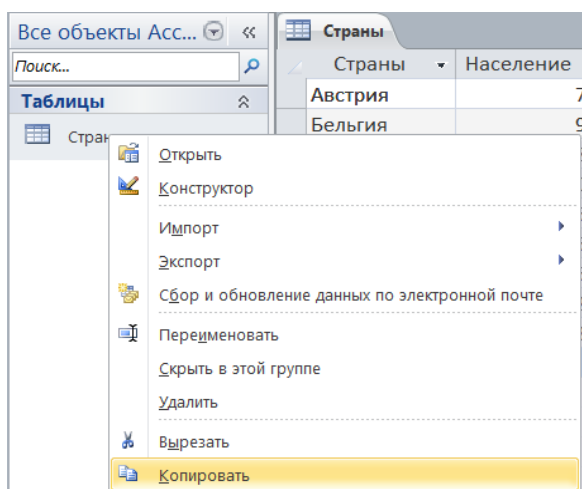 Все объекты Acc... «
Поиск...
Таблицы
Стран
Страны
Страны Население
Австрия 7
Бельгия 9
Открыть
Конструктор
Импорт
Экспорт
Сбор и обновление данных по электронной почте
Переименовать
Скрыть в этой группе
Удалить
Вырезать
Копировать